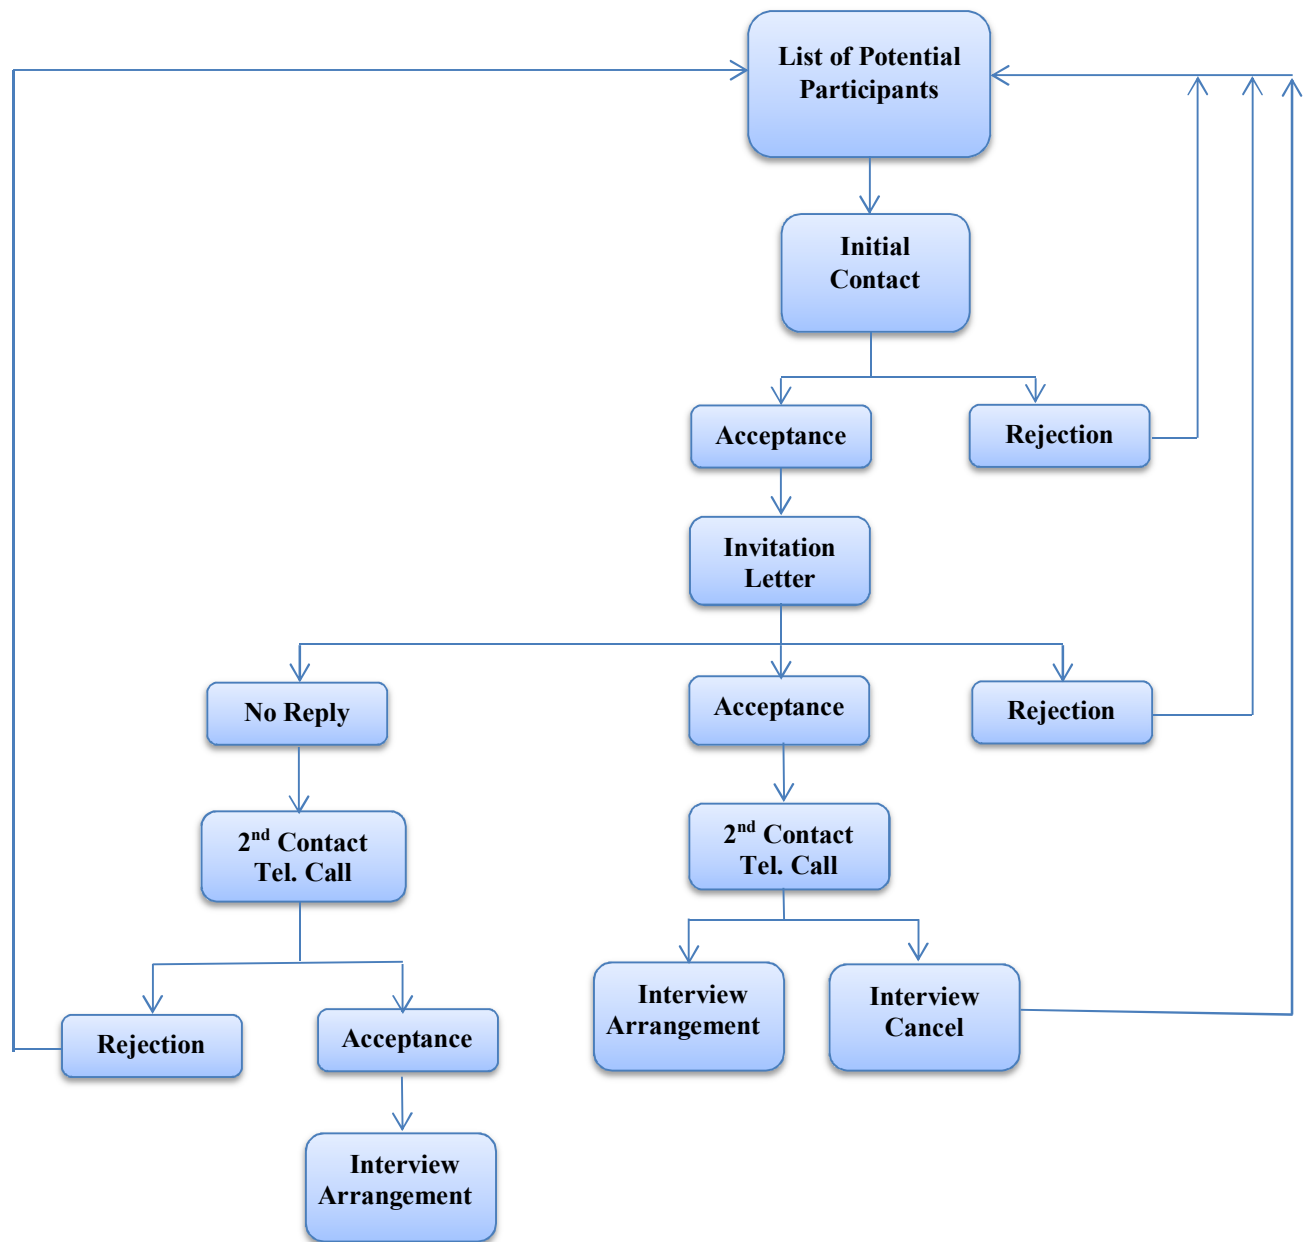 List of Potential
Participants
Initial
Contact
Acceptance
Rejection
Invitation
Letter
No Reply
Acceptance
Rejection
2nd Contact
Tel. Call
2nd Contact
Tel. Call
Interview
Arrangement
Interview
Cancel
Rejection
Acceptance
Interview
Arrangement